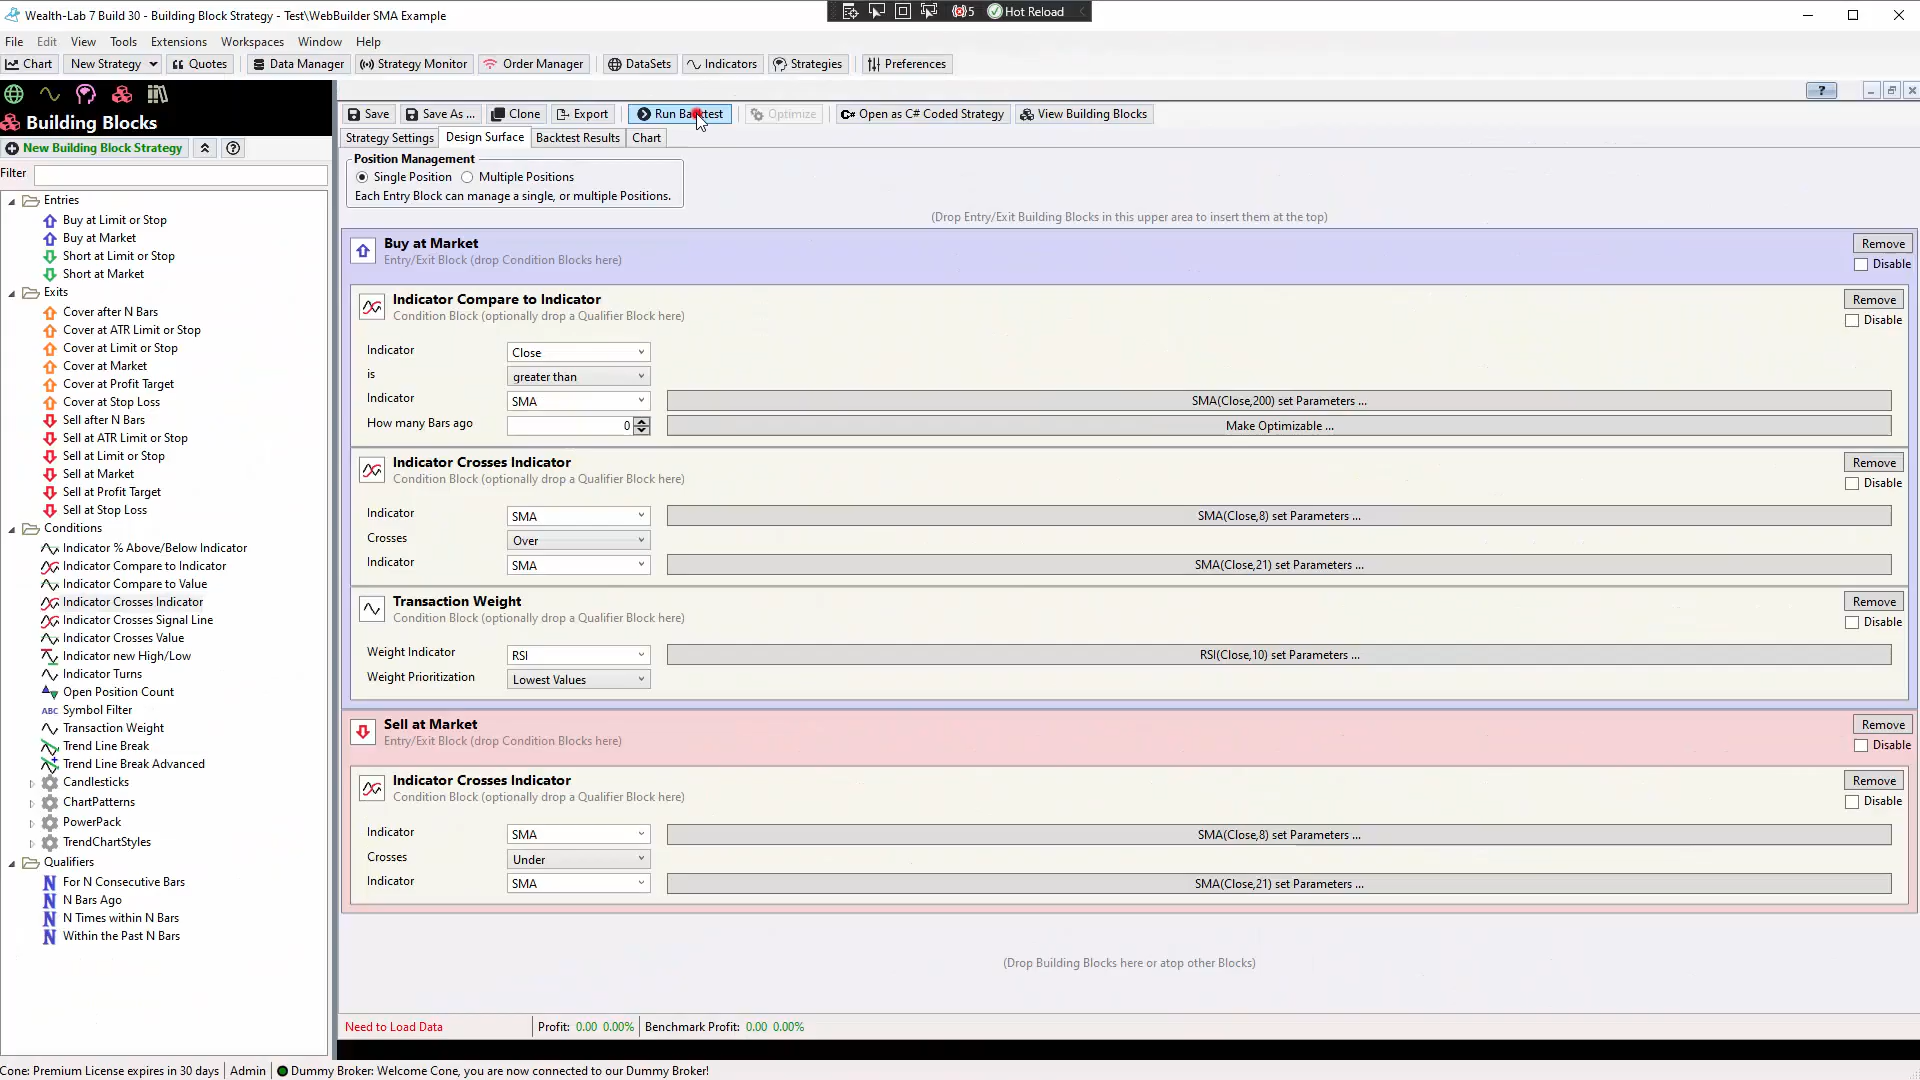 Wealth-Lab 7 Build 30 - Building Block Strategy - Test\WebBuilder SMA Example
5 Hot Reload
File Edit View Tools Extensions Workspaces Window Help
Chart New Strategy Quotes Data Manager Strategy Monitor Order Manager DataSets Indicators Strategies Preferences
Building Blocks
New Building Block Strategy
Filter
Entries
Buy at Limit or Stop
Buy at Market
Short at Limit or Stop
Short at Market
Exits
Cover after N Bars
Cover at ATR Limit or Stop
Cover at Limit or Stop
Cover at Market
Cover at Profit Target
Cover at Stop Loss
Sell after N Bars
Sell at ATR Limit or Stop
Sell at Limit or Stop
Sell at Market
Sell at Profit Target
Sell at Stop Loss
Conditions
Indicator % Above/Below Indicator
Indicator Compare to Indicator
Indicator Compare to Value
Indicator Crosses Indicator
Indicator Crosses Signal Line
Indicator Crosses Value
Indicator new High/Low
Indicator Turns
Open Position Count
ABC Symbol Filter
Transaction Weight
Trend Line Break
Trend Line Break Advanced
Candlesticks
ChartPatterns
PowerPack
TrendChartStyles
Qualifiers
N For N Consecutive Bars
N N Bars Ago
N N Times within N Bars
N Within the Past N Bars
Save Save As ... Clone Export Run Backtest Optimize C# Open as C# Coded Strategy View Building Blocks
Strategy Settings Design Surface Backtest Results Chart
Position Management
Single Position Multiple Positions
Each Entry Block can manage a single, or multiple Positions.
(Drop Entry/Exit Building Blocks in this upper area to insert them at the top)
Buy at Market Remove
Entry/Exit Block (drop Condition Blocks here) Disable
Indicator Compare to Indicator Remove
Condition Block (optionally drop a Qualifier Block here) Disable
Indicator Close
is greater than
Indicator SMA SMA(Close,200) set Parameters ...
How many Bars ago 0 Make Optimizable ...
Indicator Crosses Indicator Remove
Condition Block (optionally drop a Qualifier Block here) Disable
Indicator SMA SMA(Close,8) set Parameters ...
Crosses Over
Indicator SMA SMA(Close,21) set Parameters ...
Transaction Weight Remove
Condition Block (optionally drop a Qualifier Block here) Disable
Weight Indicator RSI RSI(Close,10) set Parameters ...
Weight Prioritization Lowest Values
Sell at Market Remove
Entry/Exit Block (drop Condition Blocks here) Disable
Indicator Crosses Indicator Remove
Condition Block (optionally drop a Qualifier Block here) Disable
Indicator SMA SMA(Close,8) set Parameters ...
Crosses Under
Indicator SMA SMA(Close,21) set Parameters ...
(Drop Building Blocks here or atop other Blocks)
Need to Load Data Profit: 0.00 0.00% Benchmark Profit: 0.00 0.00%
Cone: Premium License expires in 30 days Admin Dummy Broker: Welcome Cone, you are now connected to our Dummy Broker!